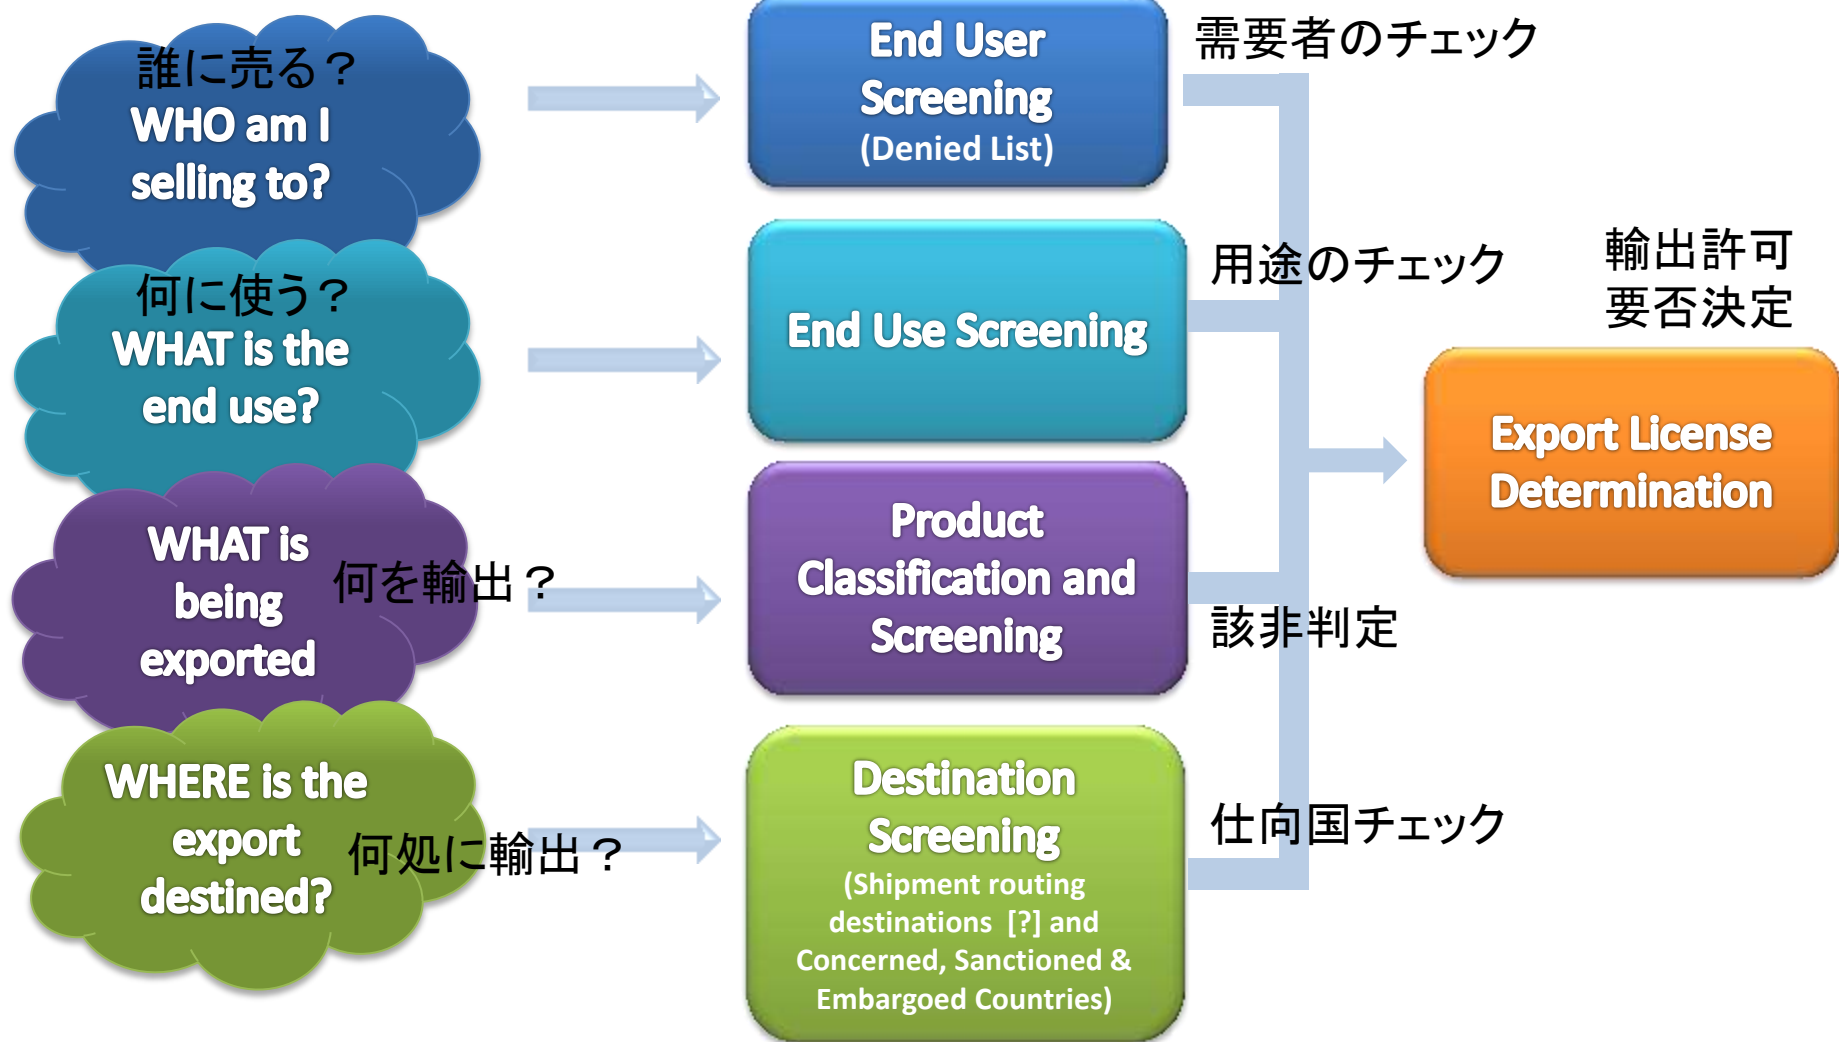 誰に売る？
WHO am I
selling to?
End User
Screening
(Denied List)
需要者のチェック
何に使う？
WHAT is the
end use?
End Use Screening
用途のチェック
WHAT is
being
exported
何を輸出？
Product
Classification and
Screening
該非判定
WHERE is the
export
destined?
何処に輸出？
Destination
Screening
(Shipment routing
destinations [?] and
Concerned, Sanctioned &
Embargoed Countries)
仕向国チェック
輸出許可
要否決定
Export License
Determination